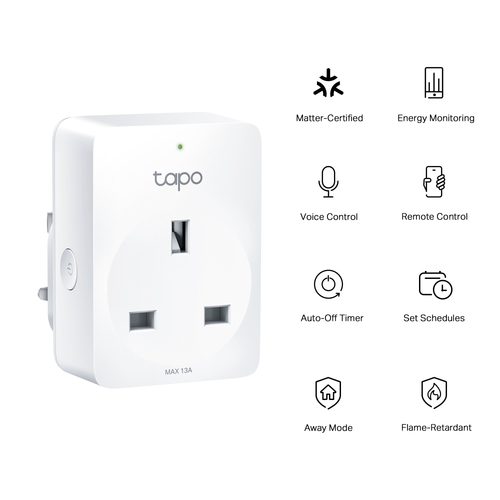 tapo
MAX 13A
Matter-Certified
Energy Monitoring
Voice Control
Remote Control
Auto-Off Timer
Set Schedules
Away Mode
Flame-Retardant